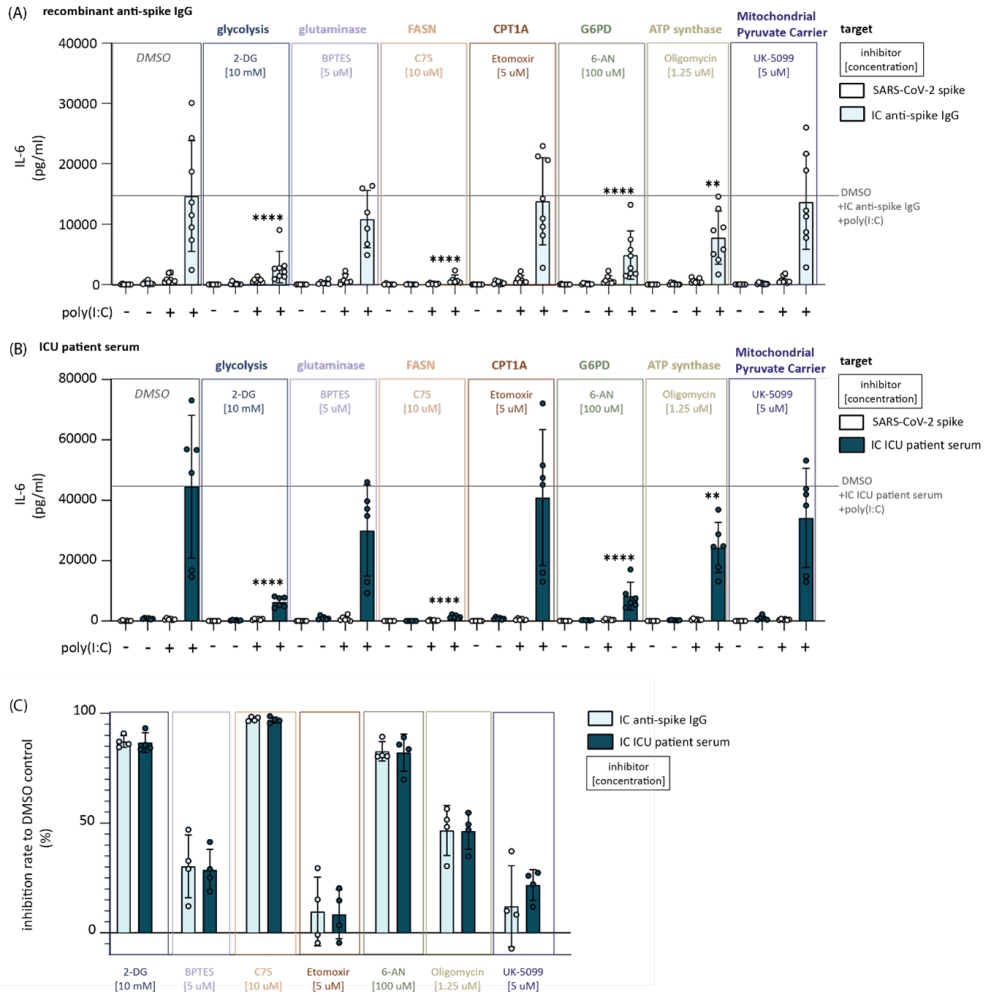 (A) recombinant anti-spike IgG
40000
30000
20000
10000
0
IL-6
(pg/ml)
DMSO
glycolysis
2-DG
[10 mM]
glutaminase
BPTES
[5 uM]
FASN
C75
[10 uM]
CPT1A
Etomoxir
[5 uM]
G6PD
6-AN
[100 uM]
ATP synthase
Oligomycin
[1.25 uM]
Mitochondrial
Pyruvate Carrier
UK-5099
[5 uM]
target
inhibitor
[concentration]
SARS-CoV-2 spike
IC anti-spike IgG
****
****
****
**
DMSO
+IC anti-spike IgG
+poly(I:C)
poly(I:C) - - + + - - + + - - + + - - + + - - + + - - + + - - + + - - + +
(B) ICU patient serum
80000
60000
40000
20000
0
IL-6
(pg/ml)
DMSO
glycolysis
2-DG
[10 mM]
glutaminase
BPTES
[5 uM]
FASN
C75
[10 uM]
CPT1A
Etomoxir
[5 uM]
G6PD
6-AN
[100 uM]
ATP synthase
Oligomycin
[1.25 uM]
Mitochondrial
Pyruvate Carrier
UK-5099
[5 uM]
target
inhibitor
[concentration]
SARS-CoV-2 spike
IC ICU patient serum
****
****
****
**
DMSO
+IC ICU patient serum
+poly(I:C)
poly(I:C) - - + + - - + + - - + + - - + + - - + + - - + + - - + + - - + +
(C)
100
50
0
inhibition rate to DMSO control
(%)
IC anti-spike IgG
IC ICU patient serum
inhibitor
[concentration]
2-DG
[10 mM]
BPTES
[5 uM]
C75
[10 uM]
Etomoxir
[5 uM]
6-AN
[100 uM]
Oligomycin
[1.25 uM]
UK-5099
[5 uM]